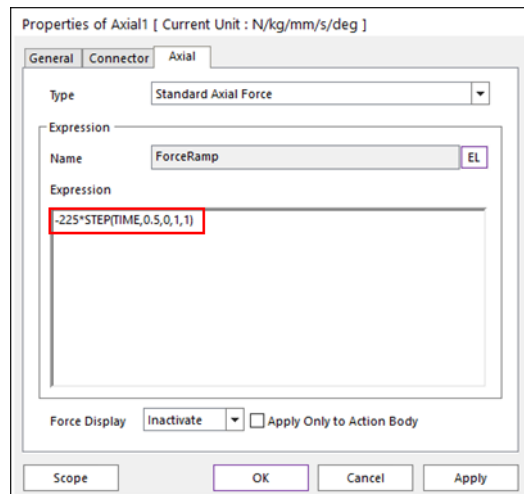 Properties of Axial1 [ Current Unit : N/kg/mm/s/deg ]
General Connector Axial
Type Standard Axial Force
Expression
Name ForceRamp EL
Expression
-225*STEP(TIME,0.5,0,1,1)
Force Display Inactivate Apply Only to Action Body
Scope OK Cancel Apply